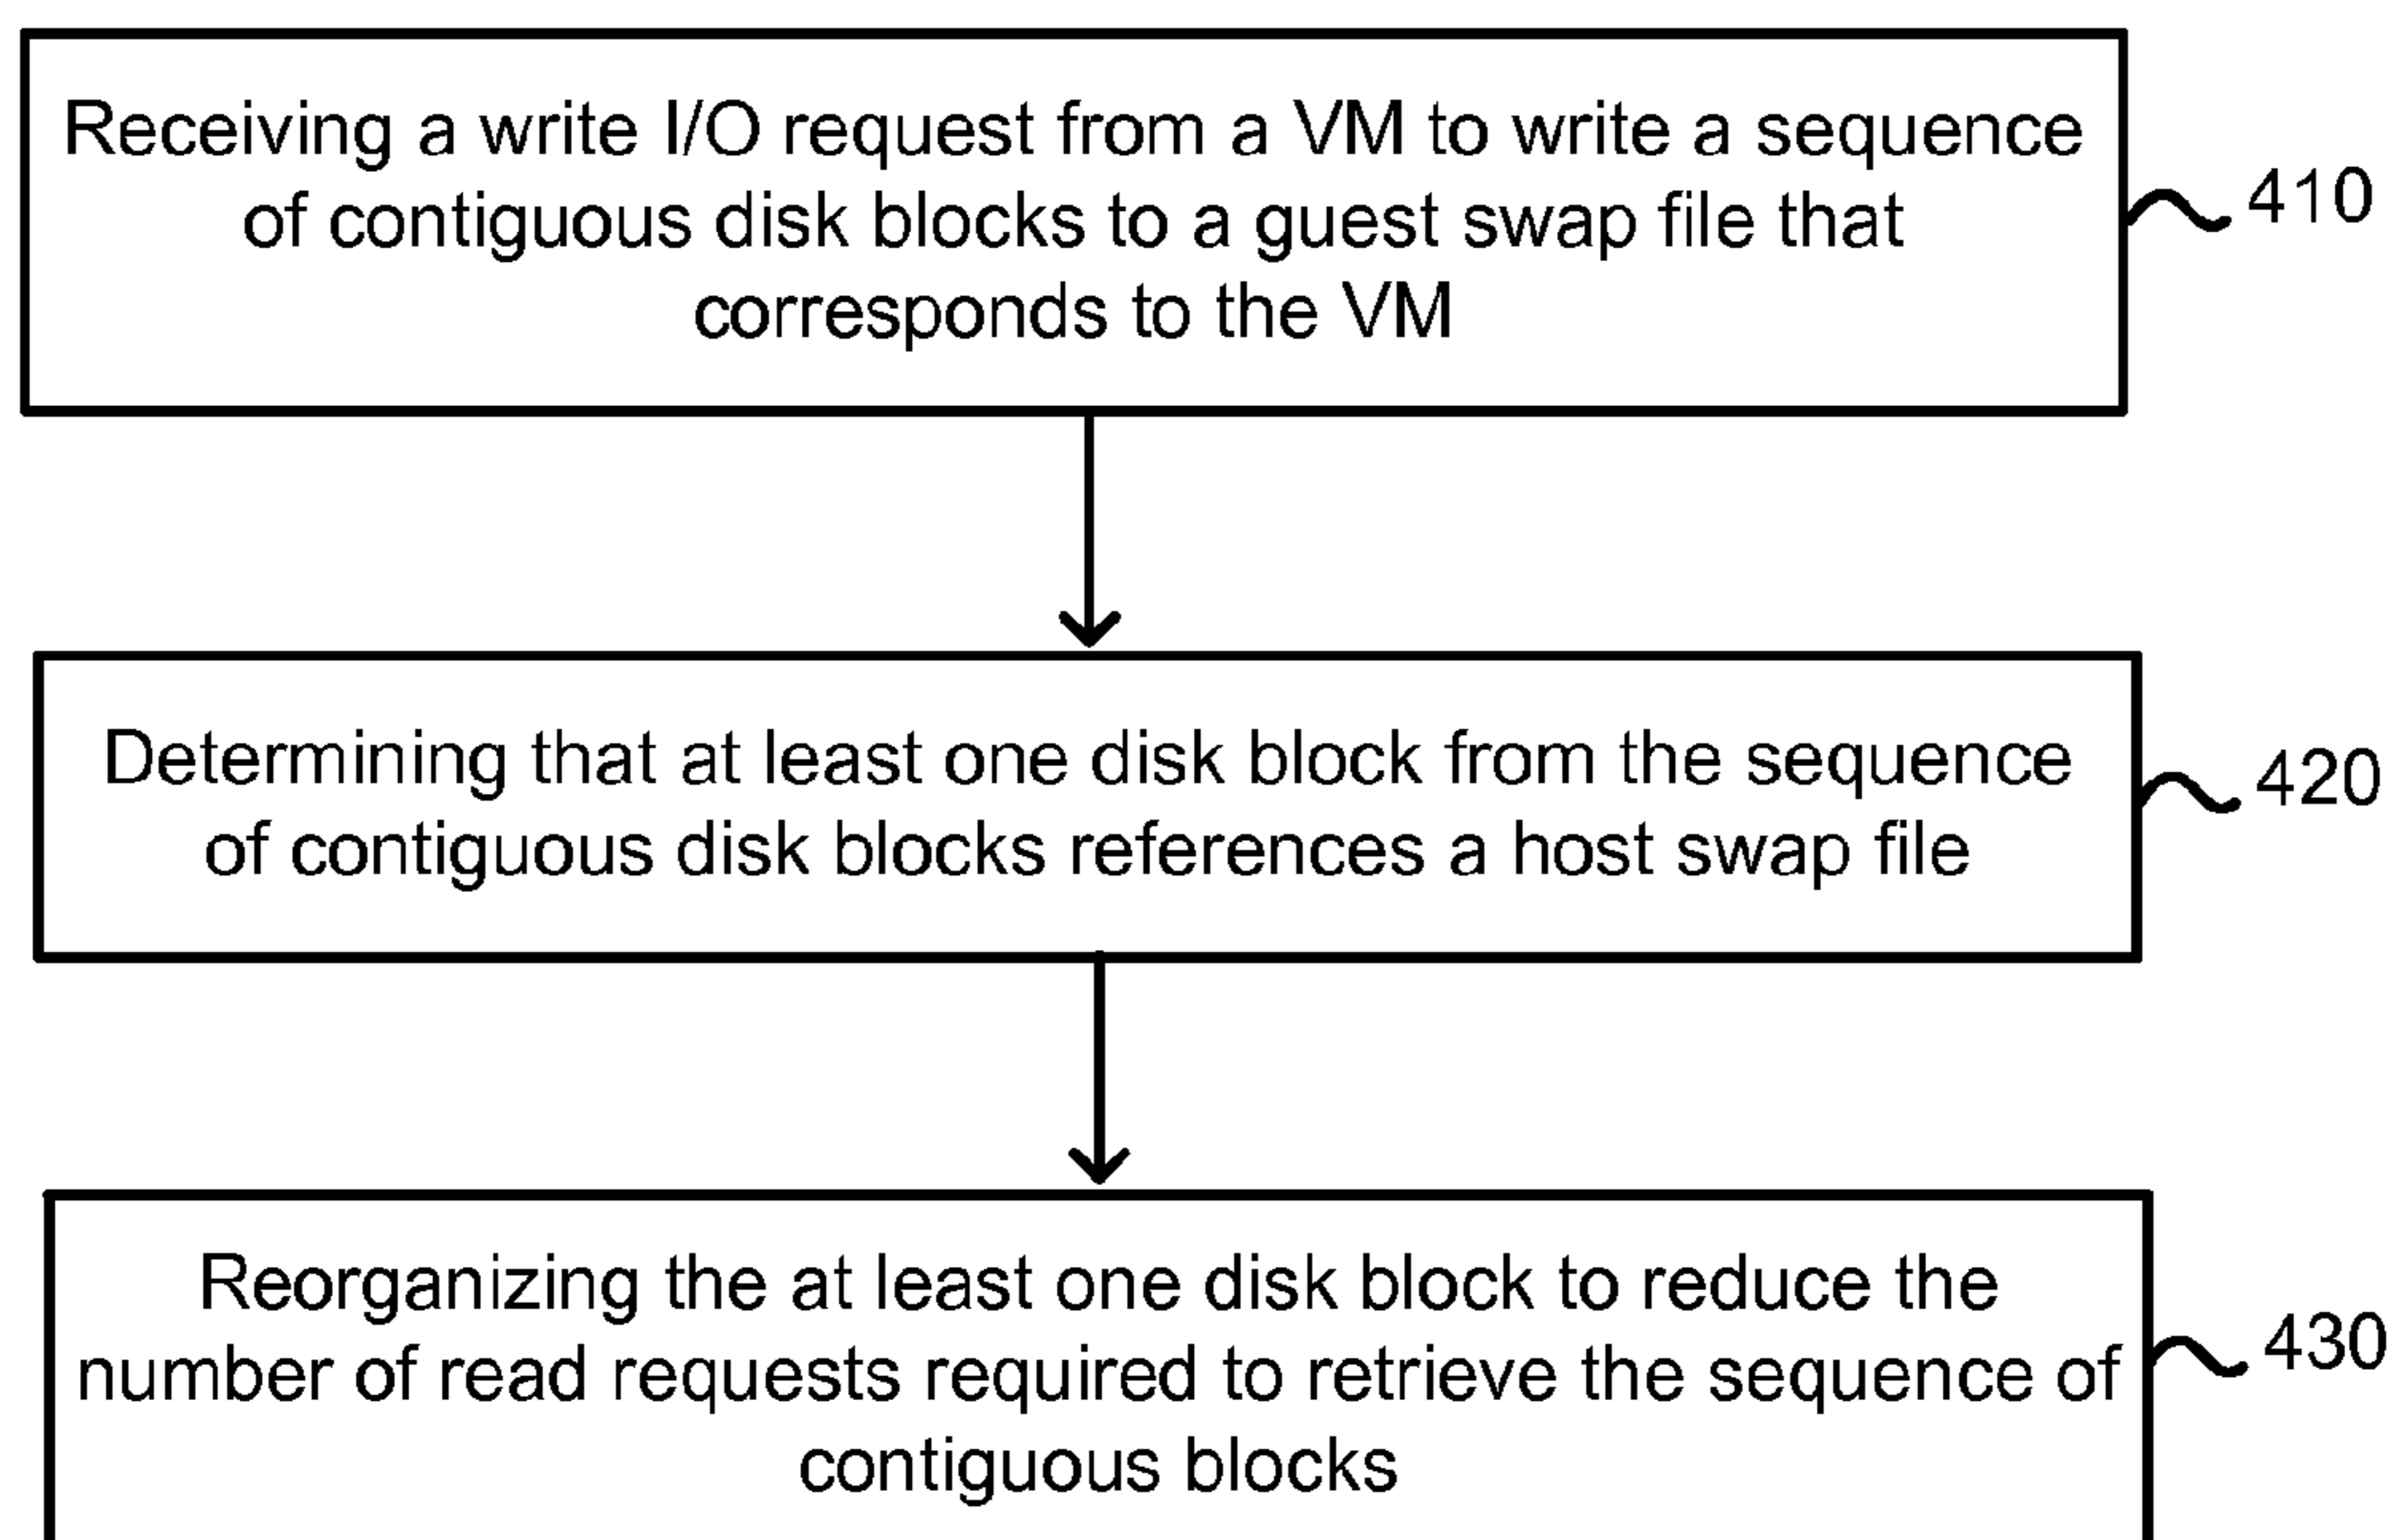 Receiving a write I/O request from a VM to write a sequence
of contiguous disk blocks to a guest swap file that
corresponds to the VM
410
Determining that at least one disk block from the sequence
of contiguous disk blocks references a host swap file
420
Reorganizing the at least one disk block to reduce the
number of read requests required to retrieve the sequence of
contiguous blocks
430